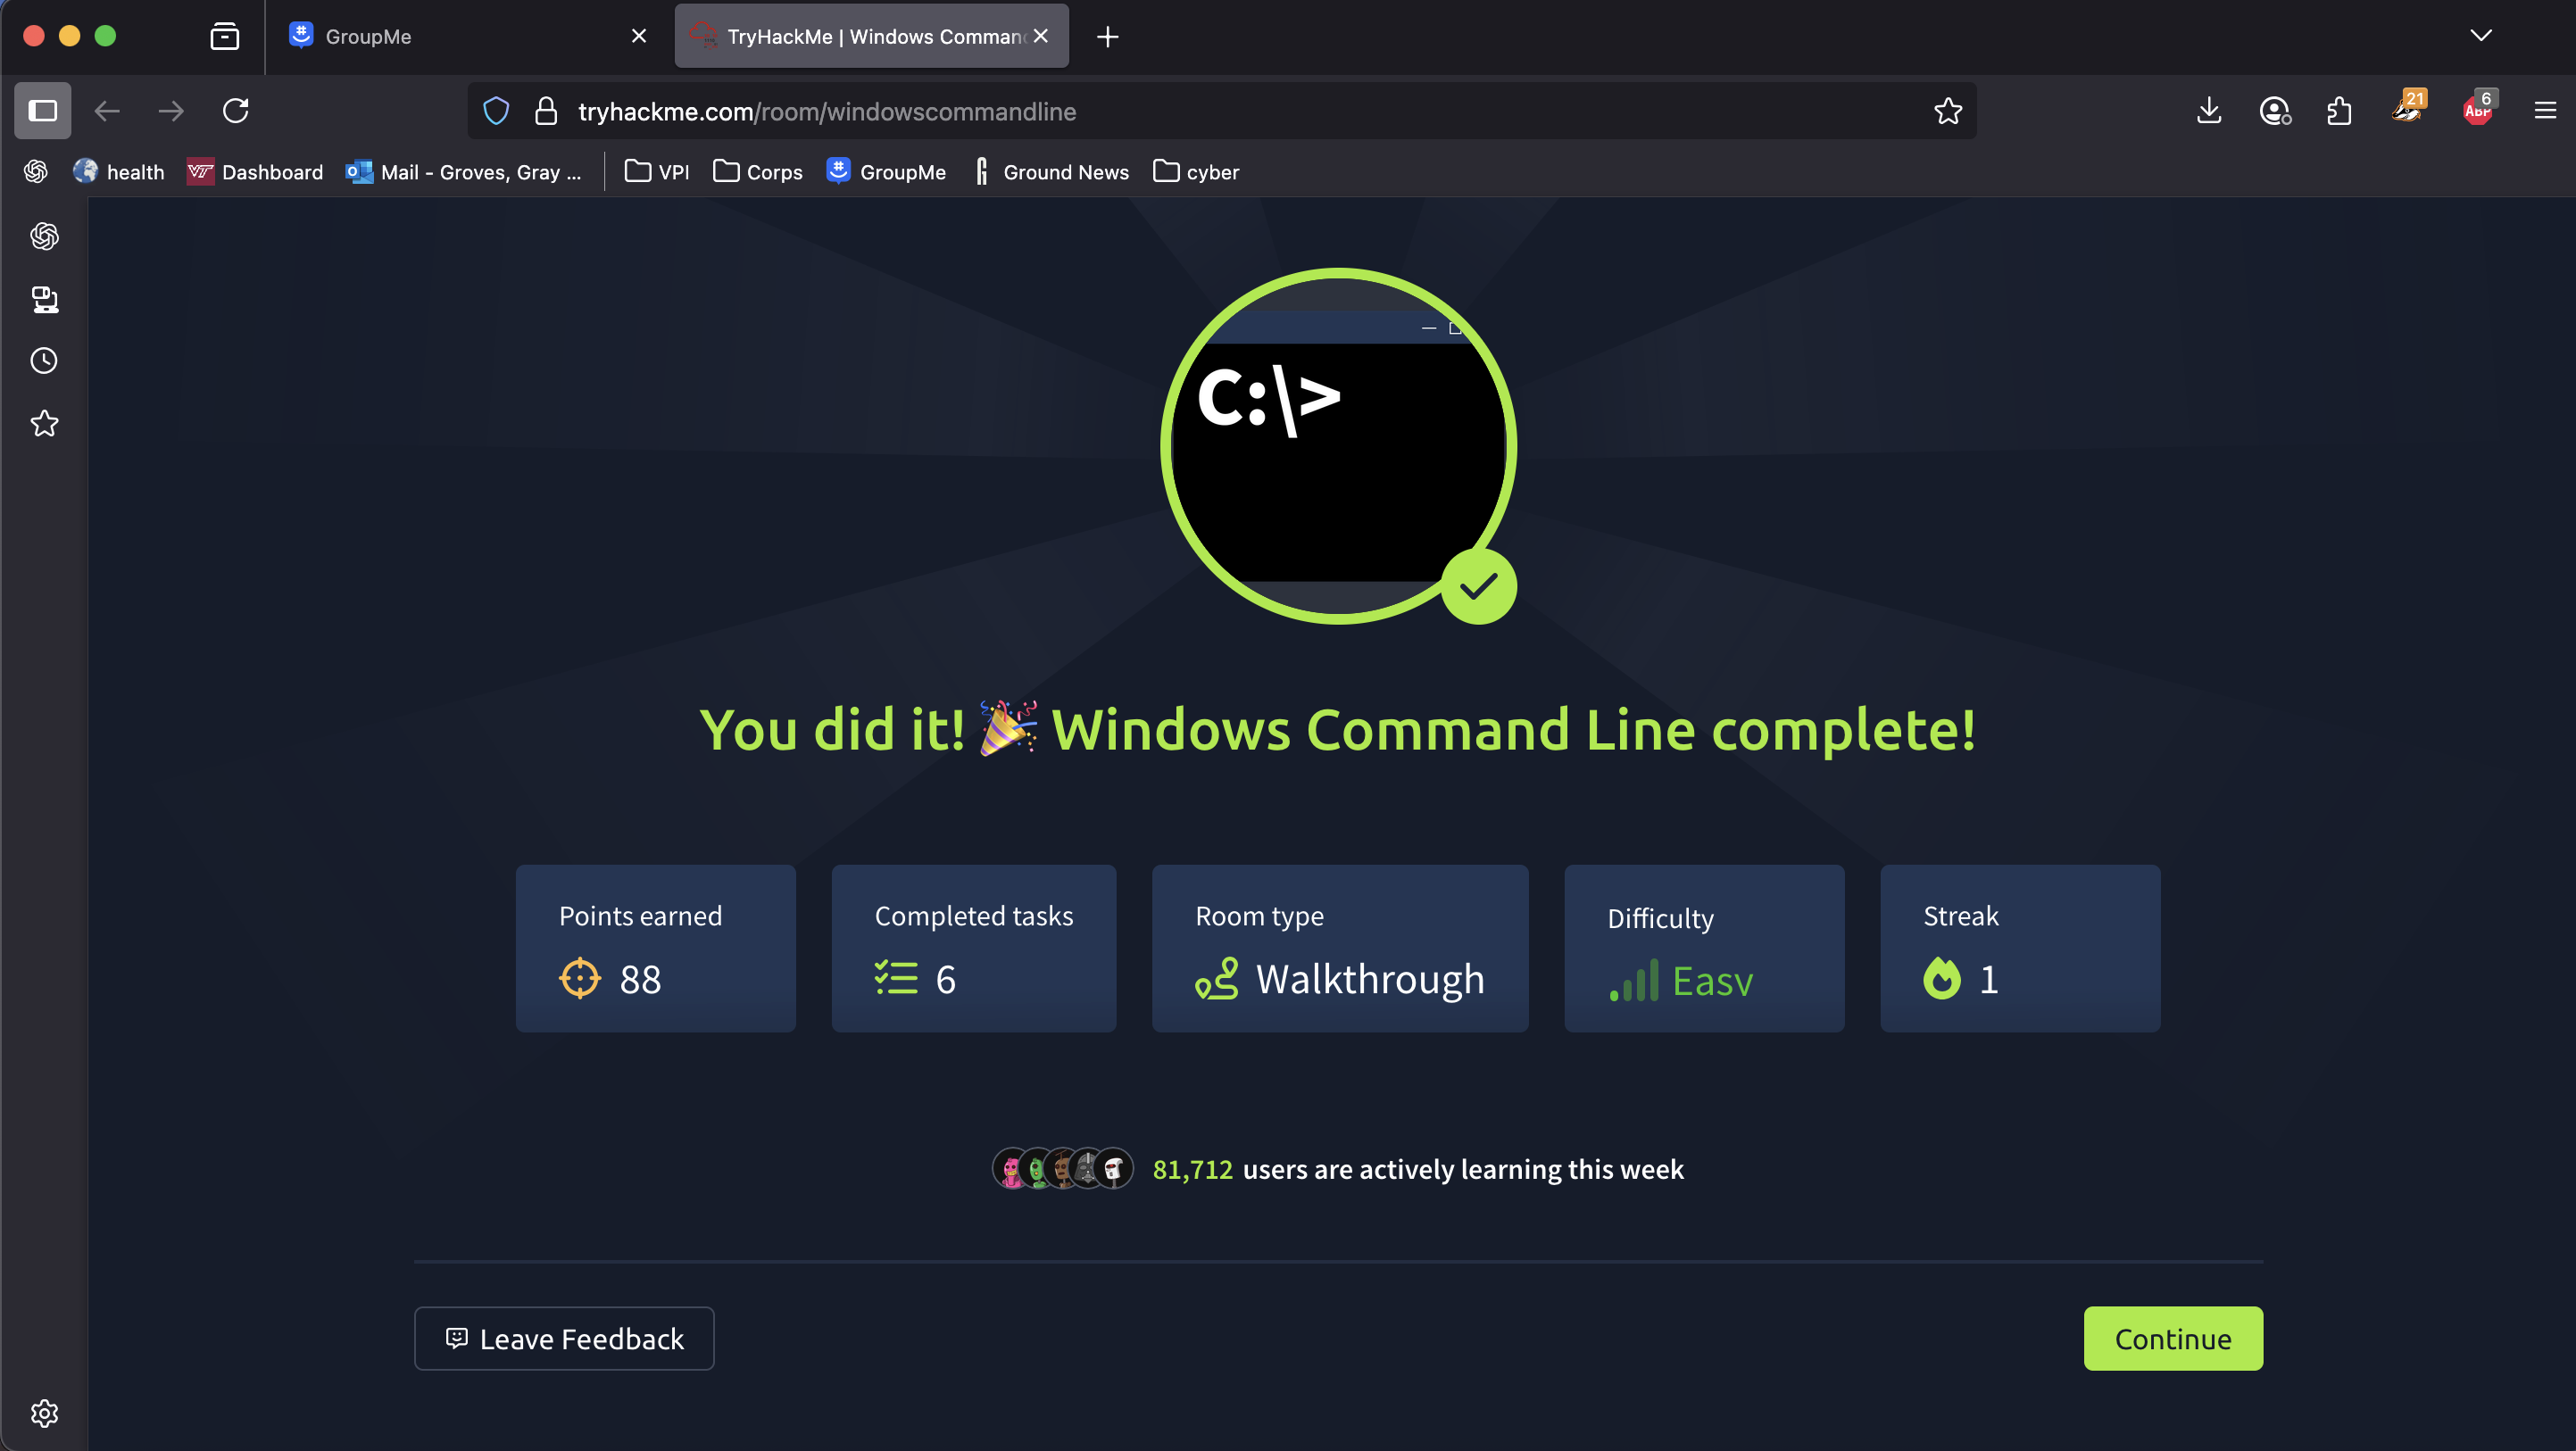 GroupMe
TryHackMe | Windows Comman
tryhackme.com/room/windowscommandline
21
6
ABP
health
VT Dashboard
Mail - Groves, Gray ...
VPI
Corps
GroupMe
Ground News
cyber
C:\>
You did it! 🎉 Windows Command Line complete!
Points earned
88
Completed tasks
6
Room type
Walkthrough
Difficulty
Easy
Streak
1
81,712 users are actively learning this week
Leave Feedback
Continue